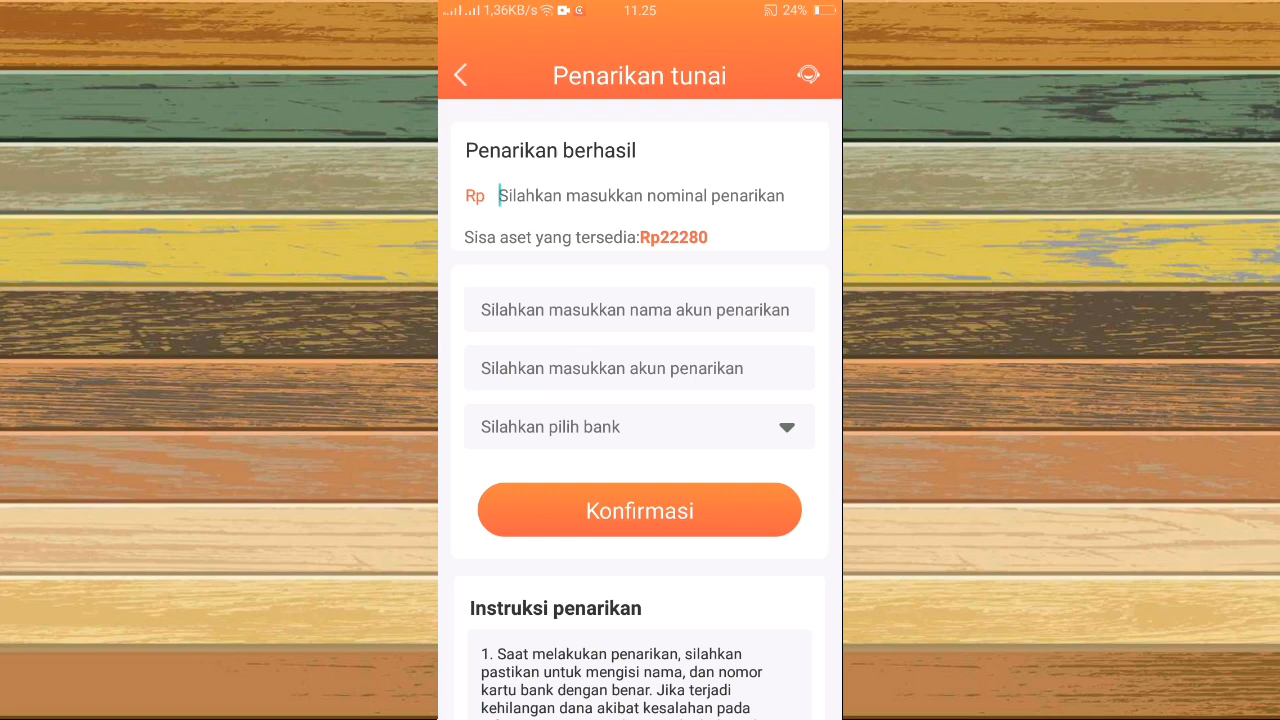 1,36KB/s 11.25 24%
Penarikan tunai
Penarikan berhasil
Rp Silahkan masukkan nominal penarikan
Sisa aset yang tersedia:Rp22280
Silahkan masukkan nama akun penarikan
Silahkan masukkan akun penarikan
Silahkan pilih bank
Konfirmasi
Instruksi penarikan
1. Saat melakukan penarikan, silahkan
pastikan untuk mengisi nama, dan nomor
kartu bank dengan benar. Jika terjadi
kehilangan dana akibat kesalahan pada